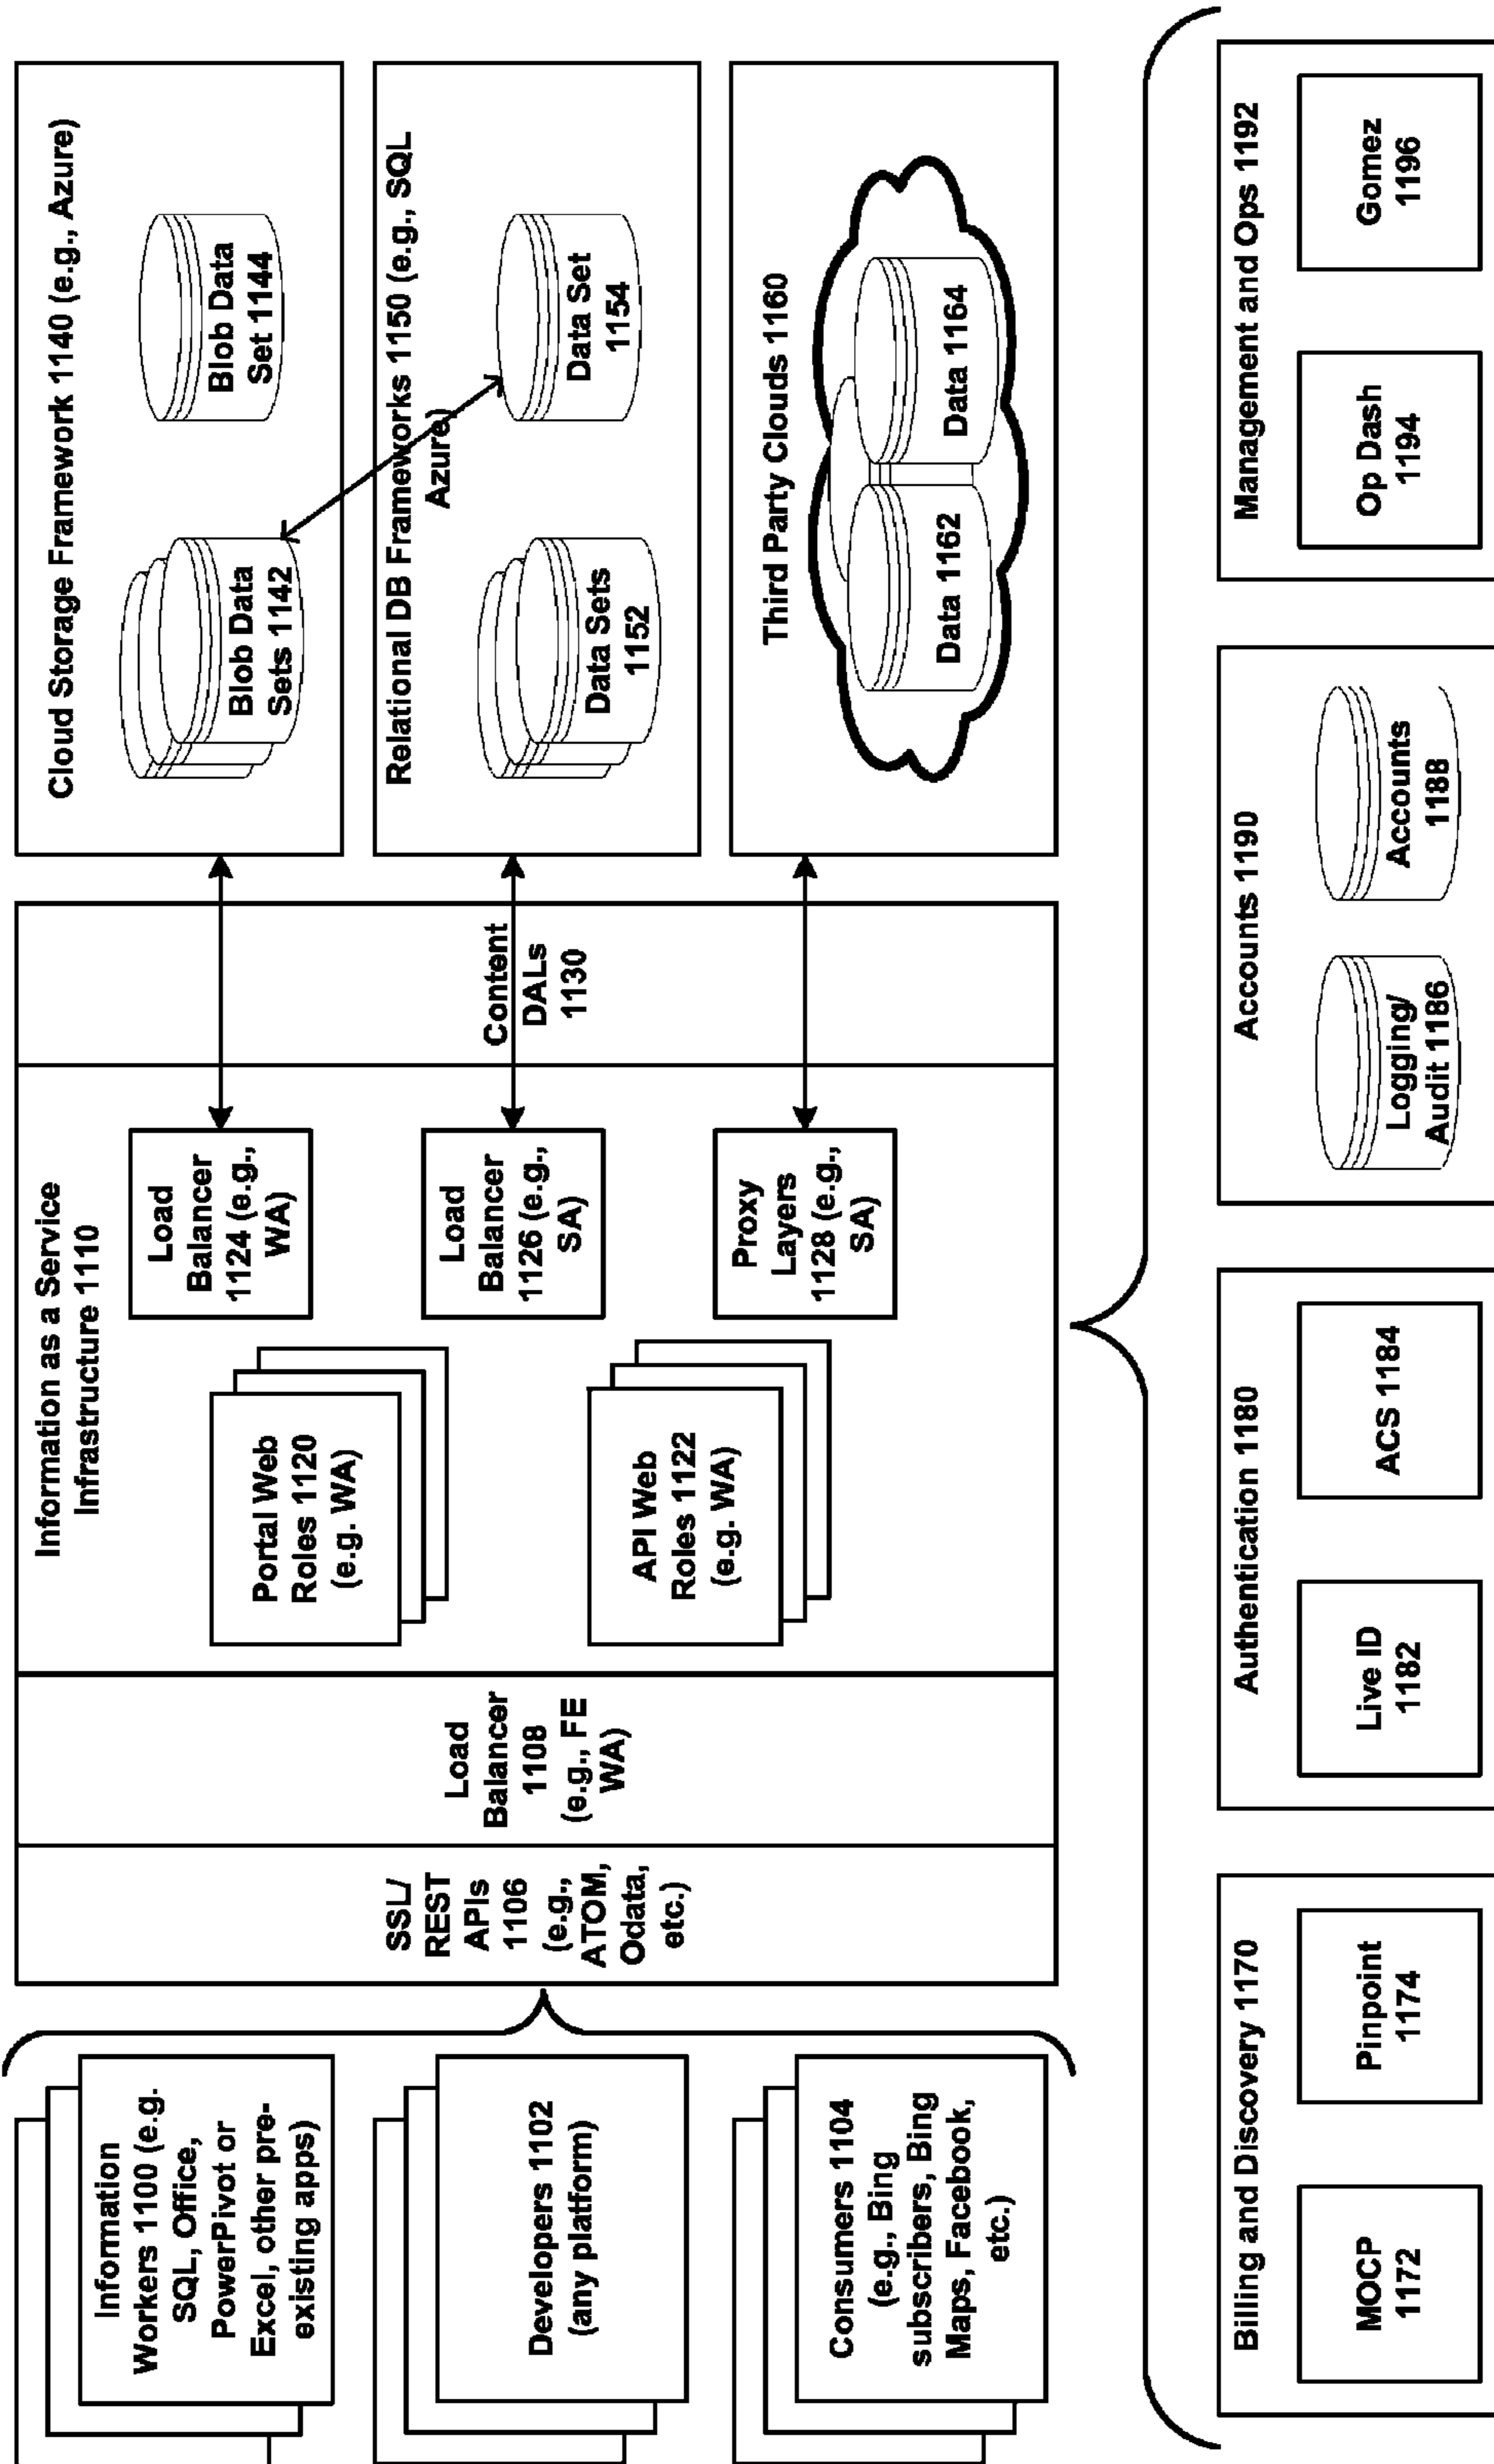 Information
Workers 1100 (e.g.
SQL, Office,
PowerPivot or
Excel, other pre-
existing apps)
Developers 1102
(any platform)
Consumers 1104
(e.g., Bing
subscribers, Bing
Maps, Facebook,
etc.)
SSL/
REST
APIs
1106
(e.g.,
ATOM,
Odata,
etc.)
Load
Balancer
1108
(e.g., FE
WA)
Information as a Service
Infrastructure 1110
Portal Web
Roles 1120
(e.g. WA)
API Web
Roles 1122
(e.g. WA)
Load
Balancer
1124 (e.g.,
WA)
Load
Balancer
1126 (e.g.,
SA)
Proxy
Layers
1128 (e.g.,
SA)
Content
DALs
1130
Cloud Storage Framework 1140 (e.g., Azure)
Blob Data
Sets 1142
Blob Data
Set 1144
Relational DB Frameworks 1150 (e.g., SQL
Azure)
Data Sets
1152
Data Set
1154
Third Party Clouds 1160
Data 1162
Data 1164
Billing and Discovery 1170
MOCP
1172
Pinpoint
1174
Authentication 1180
Live ID
1182
ACS 1184
Accounts 1190
Logging/
Audit 1186
Accounts
1188
Management and Ops 1192
Op Dash
1194
Gomez
1196